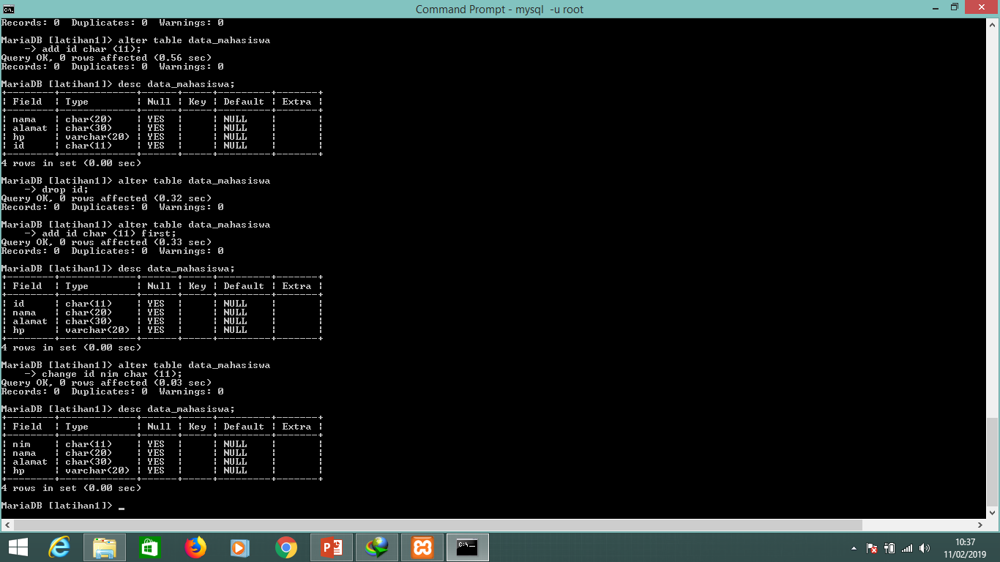 Command Prompt - mysql  -u root
Records: 0  Duplicates: 0  Warnings: 0
MariaDB [latihan1]> alter table data_mahasiswa
    -> add id char (11);
Query OK, 0 rows affected (0.56 sec)
Records: 0  Duplicates: 0  Warnings: 0
MariaDB [latihan1]> desc data_mahasiswa;
+--------+-------------+------+-----+---------+-------+
| Field  | Type        | Null | Key | Default | Extra |
+--------+-------------+------+-----+---------+-------+
| nama   | char(20)    | YES  |     | NULL    |       |
| alamat | char(30)    | YES  |     | NULL    |       |
| hp     | varchar(20) | YES  |     | NULL    |       |
| id     | char(11)    | YES  |     | NULL    |       |
+--------+-------------+------+-----+---------+-------+
4 rows in set (0.00 sec)
MariaDB [latihan1]> alter table data_mahasiswa
    -> drop id;
Query OK, 0 rows affected (0.32 sec)
Records: 0  Duplicates: 0  Warnings: 0
MariaDB [latihan1]> alter table data_mahasiswa
    -> add id char (11) first;
Query OK, 0 rows affected (0.33 sec)
Records: 0  Duplicates: 0  Warnings: 0
MariaDB [latihan1]> desc data_mahasiswa;
+--------+-------------+------+-----+---------+-------+
| Field  | Type        | Null | Key | Default | Extra |
+--------+-------------+------+-----+---------+-------+
| id     | char(11)    | YES  |     | NULL    |       |
| nama   | char(20)    | YES  |     | NULL    |       |
| alamat | char(30)    | YES  |     | NULL    |       |
| hp     | varchar(20) | YES  |     | NULL    |       |
+--------+-------------+------+-----+---------+-------+
4 rows in set (0.00 sec)
MariaDB [latihan1]> alter table data_mahasiswa
    -> change id nim char (11);
Query OK, 0 rows affected (0.03 sec)
Records: 0  Duplicates: 0  Warnings: 0
MariaDB [latihan1]> desc data_mahasiswa;
+--------+-------------+------+-----+---------+-------+
| Field  | Type        | Null | Key | Default | Extra |
+--------+-------------+------+-----+---------+-------+
| nim    | char(11)    | YES  |     | NULL    |       |
| nama   | char(20)    | YES  |     | NULL    |       |
| alamat | char(30)    | YES  |     | NULL    |       |
| hp     | varchar(20) | YES  |     | NULL    |       |
+--------+-------------+------+-----+---------+-------+
4 rows in set (0.00 sec)
MariaDB [latihan1]> _
10:37
11/02/2019